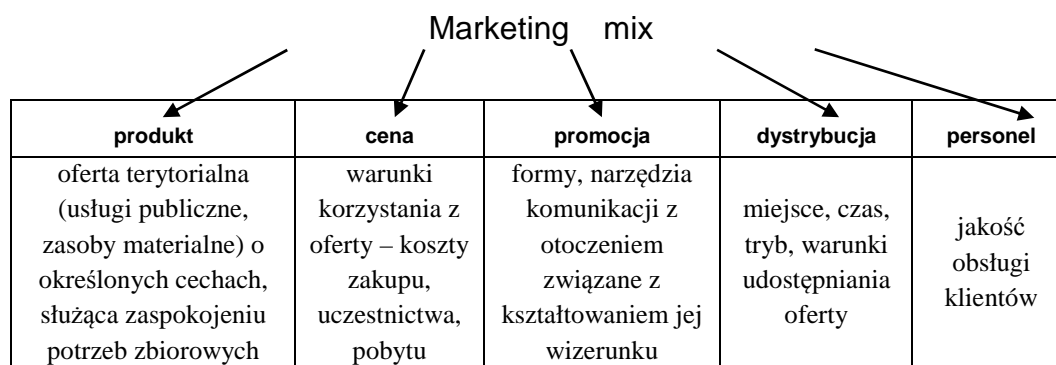 Marketing mix
produkt
cena
promocja
dystrybucja
personel
oferta terytorialna
(usługi publiczne,
zasoby materialne) o
określonych cechach,
służąca zaspokojeniu
potrzeb zbiorowych
warunki
korzystania z
oferty – koszty
zakupu,
uczestnictwa,
pobytu
formy, narzędzia
komunikacji z
otoczeniem
związane z
kształtowaniem jej
wizerunku
miejsce, czas,
tryb, warunki
udostępniania
oferty
jakość
obsługi
klientów